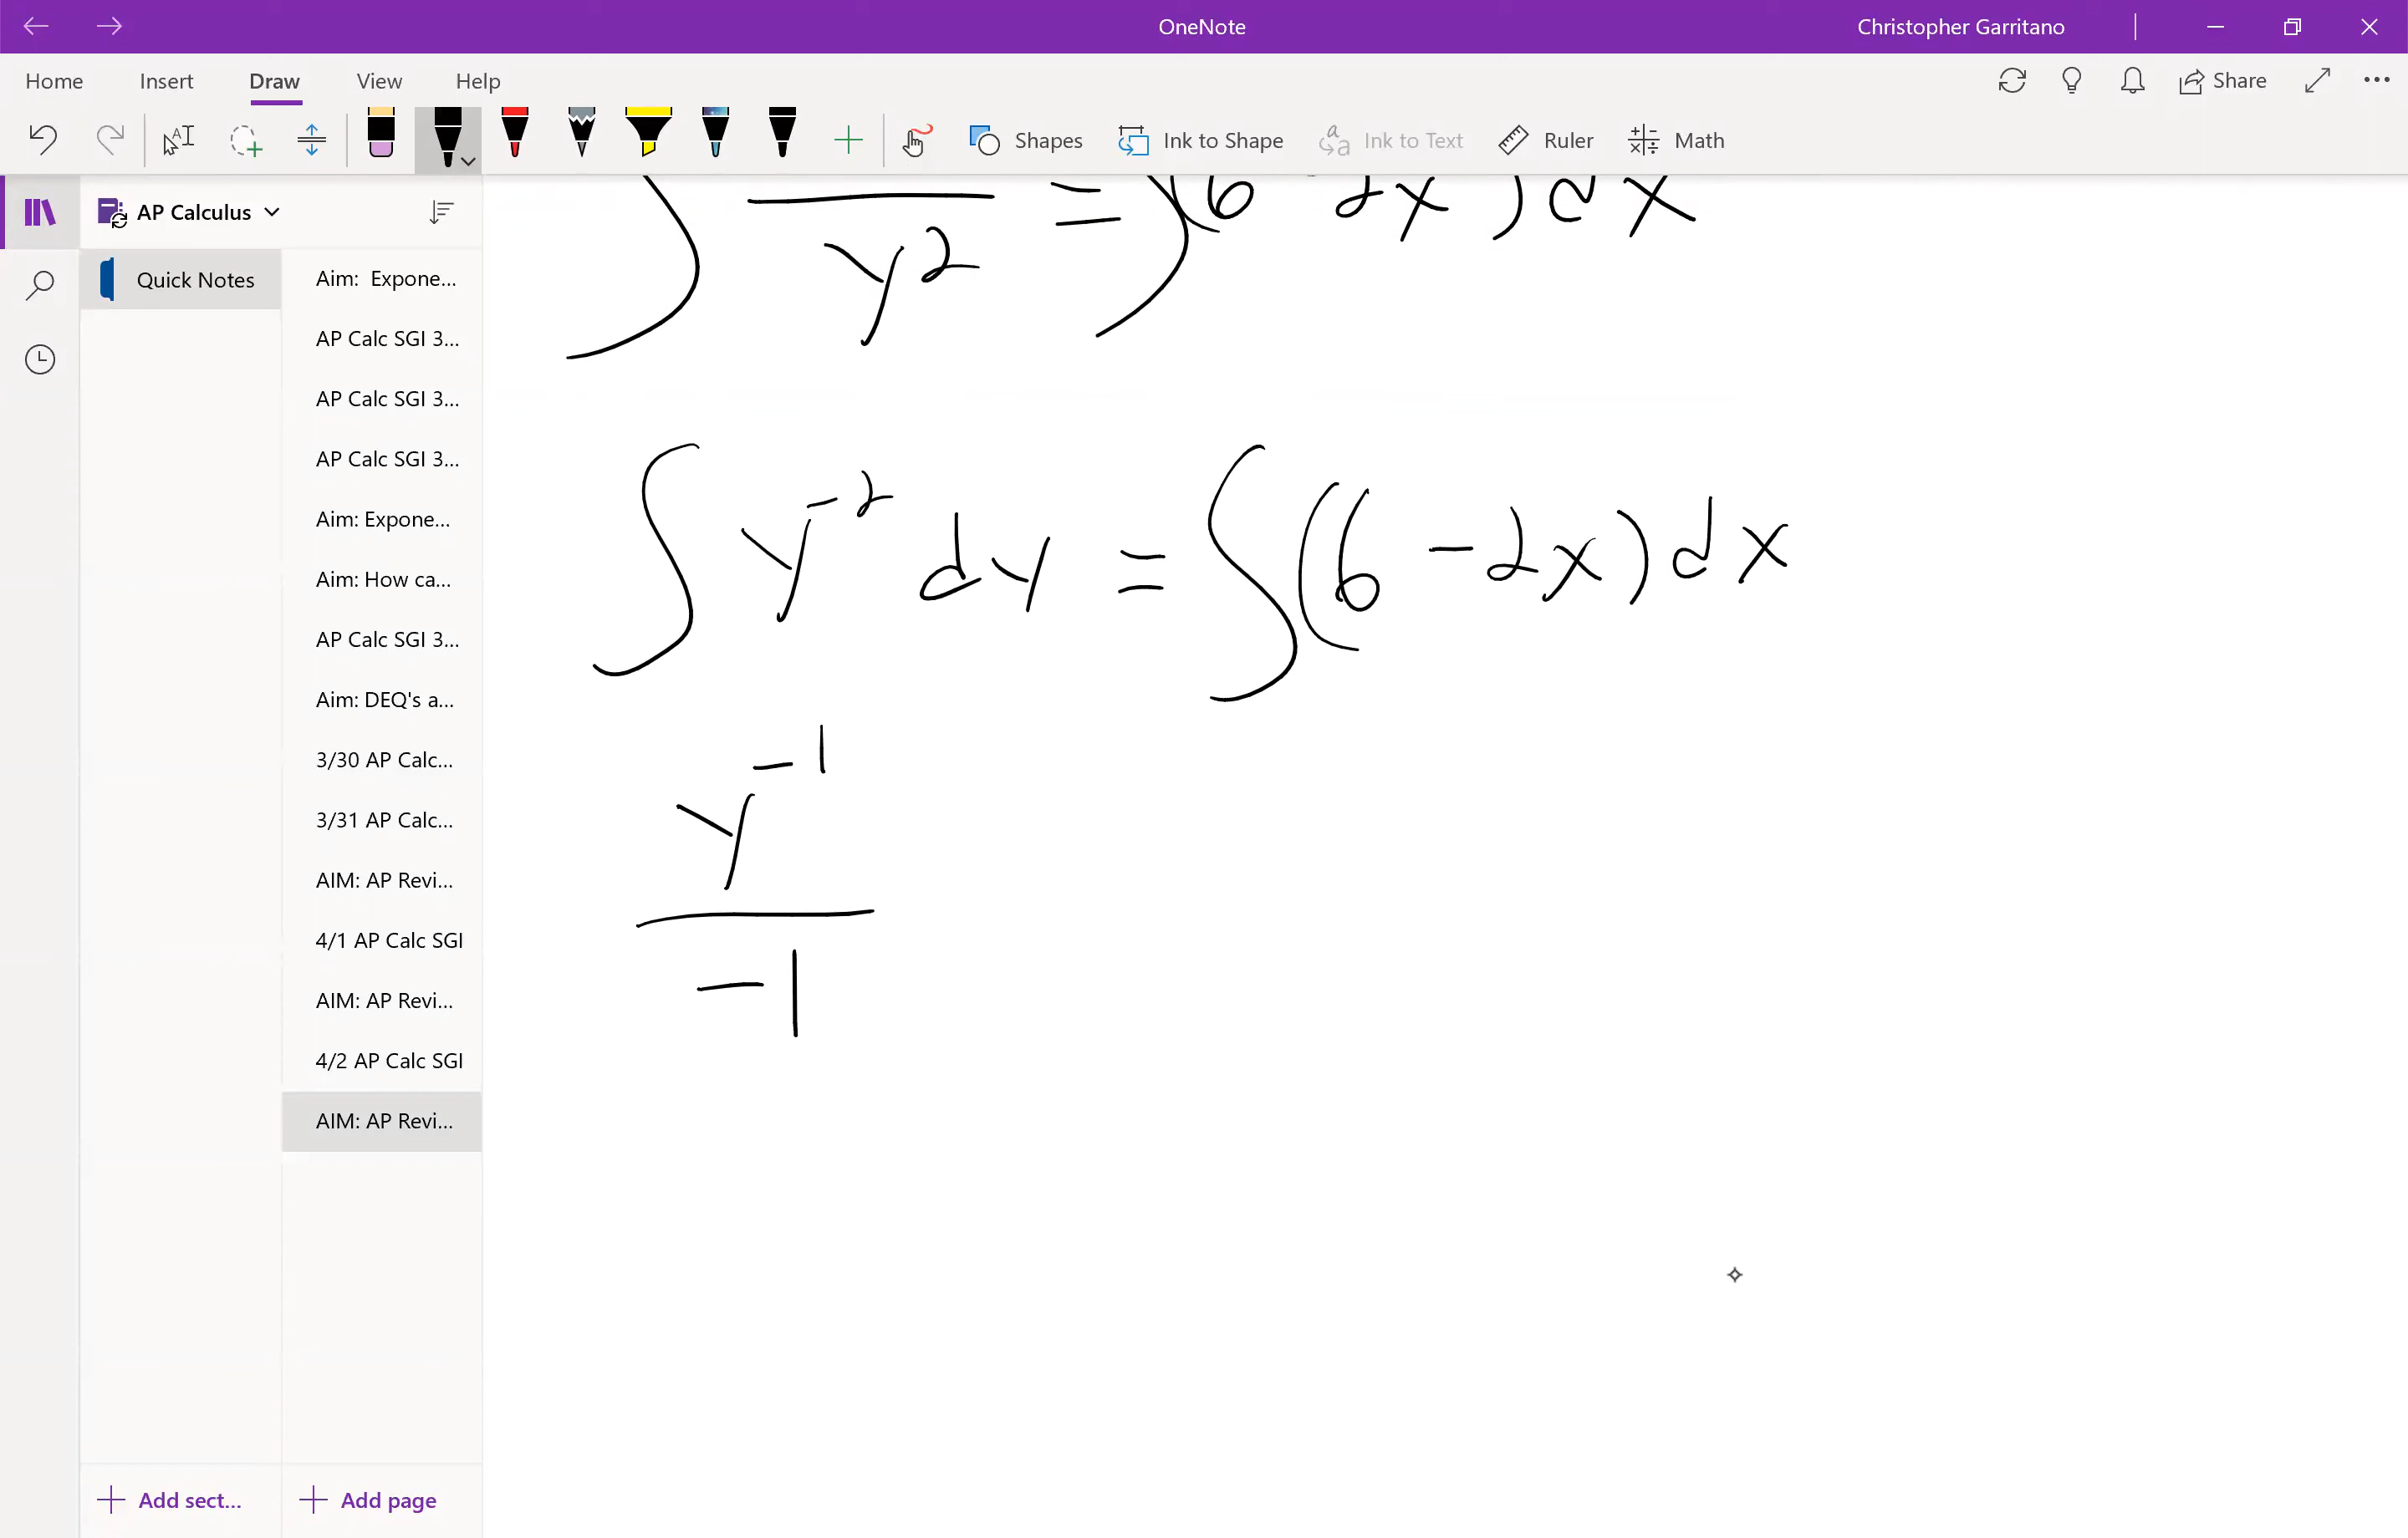 OneNote
Christopher Garritano
Home Insert Draw View Help
Share
Shapes Ink to Shape Ink to Text Ruler Math
AP Calculus
Quick Notes
Aim: Expone...
AP Calc SGI 3...
AP Calc SGI 3...
AP Calc SGI 3...
Aim: Expone...
Aim: How ca...
AP Calc SGI 3...
Aim: DEQ's a...
3/30 AP Calc...
3/31 AP Calc...
AIM: AP Revi...
4/1 AP Calc SGI
AIM: AP Revi...
4/2 AP Calc SGI
AIM: AP Revi...
Add sect...
Add page
∫ ―/y² = ∫(6 2x) dx
∫ y⁻² dy = ∫(6 -2x) dx
y⁻¹
―
-1